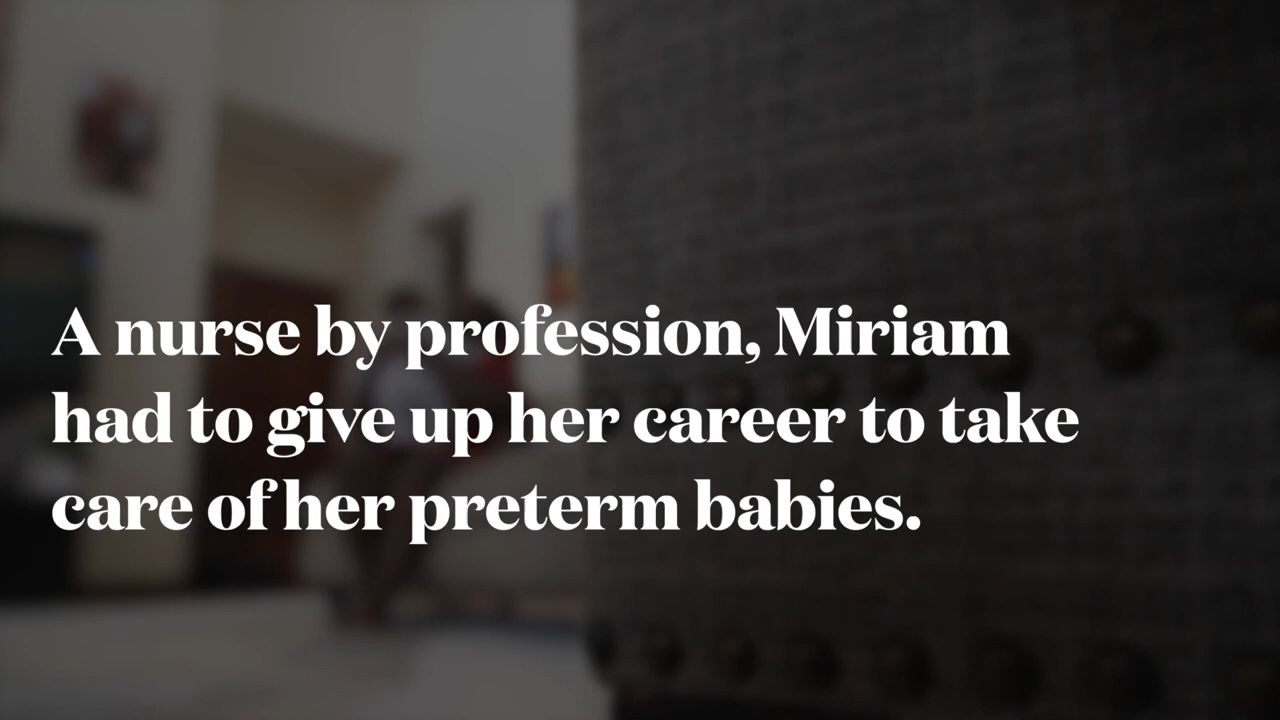 A nurse by profession, Miriam
had to give up her career to take
care of her preterm babies.